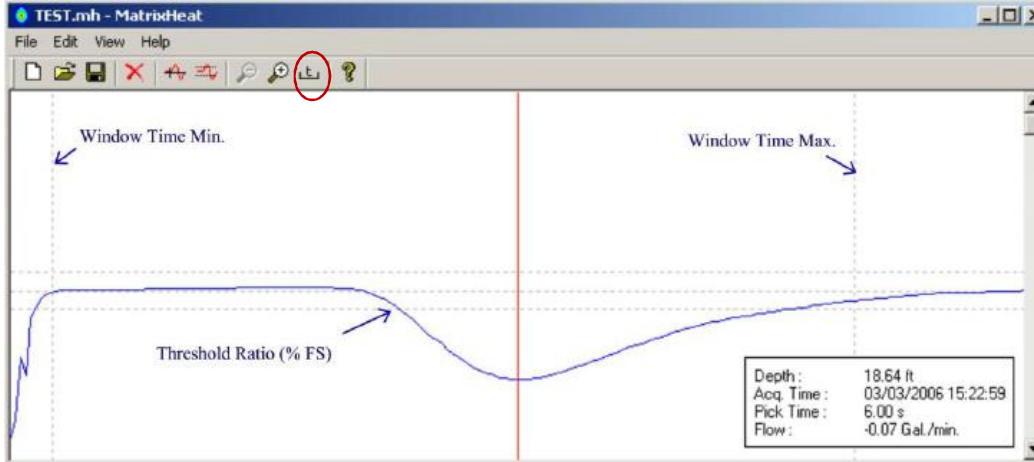 TEST.mh - MatrixHeat
File Edit View Help
t
Window Time Min.
Window Time Max.
Threshold Ratio (% FS)
Depth : 18.64 ft
Acq. Time : 03/03/2006 15:22:59
Pick Time : 6.00 s
Flow : -0.07 Gal./min.